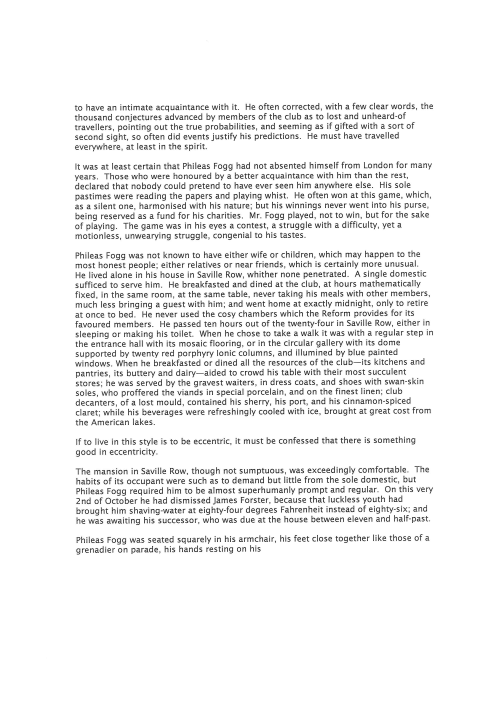 to have an intimate acquaintance with it.  He often corrected, with a few clear words, the
thousand conjectures advanced by members of the club as to lost and unheard-of
travellers, pointing out the true probabilities, and seeming as if gifted with a sort of
second sight, so often did events justify his predictions.  He must have travelled
everywhere, at least in the spirit.

It was at least certain that Phileas Fogg had not absented himself from London for many
years.  Those who were honoured by a better acquaintance with him than the rest,
declared that nobody could pretend to have ever seen him anywhere else.  His sole
pastimes were reading the papers and playing whist.  He often won at this game, which,
as a silent one, harmonised with his nature; but his winnings never went into his purse,
being reserved as a fund for his charities.  Mr. Fogg played, not to win, but for the sake
of playing.  The game was in his eyes a contest, a struggle with a difficulty, yet a
motionless, unwearying struggle, congenial to his tastes.

Phileas Fogg was not known to have either wife or children, which may happen to the
most honest people; either relatives or near friends, which is certainly more unusual.
He lived alone in his house in Saville Row, whither none penetrated.  A single domestic
sufficed to serve him.  He breakfasted and dined at the club, at hours mathematically
fixed, in the same room, at the same table, never taking his meals with other members,
much less bringing a guest with him; and went home at exactly midnight, only to retire
at once to bed.  He never used the cosy chambers which the Reform provides for its
favoured members.  He passed ten hours out of the twenty-four in Saville Row, either in
sleeping or making his toilet.  When he chose to take a walk it was with a regular step in
the entrance hall with its mosaic flooring, or in the circular gallery with its dome
supported by twenty red porphyry Ionic columns, and illumined by blue painted
windows. When he breakfasted or dined all the resources of the club—its kitchens and
pantries, its buttery and dairy—aided to crowd his table with their most succulent
stores; he was served by the gravest waiters, in dress coats, and shoes with swan-skin
soles, who proffered the viands in special porcelain, and on the finest linen; club
decanters, of a lost mould, contained his sherry, his port, and his cinnamon-spiced
claret; while his beverages were refreshingly cooled with ice, brought at great cost from
the American lakes.

If to live in this style is to be eccentric, it must be confessed that there is something
good in eccentricity.

The mansion in Saville Row, though not sumptuous, was exceedingly comfortable.  The
habits of its occupant were such as to demand but little from the sole domestic, but
Phileas Fogg required him to be almost superhumanly prompt and regular.  On this very
2nd of October he had dismissed James Forster, because that luckless youth had
brought him shaving-water at eighty-four degrees Fahrenheit instead of eighty-six; and
he was awaiting his successor, who was due at the house between eleven and half-past.

Phileas Fogg was seated squarely in his armchair, his feet close together like those of a
grenadier on parade, his hands resting on his